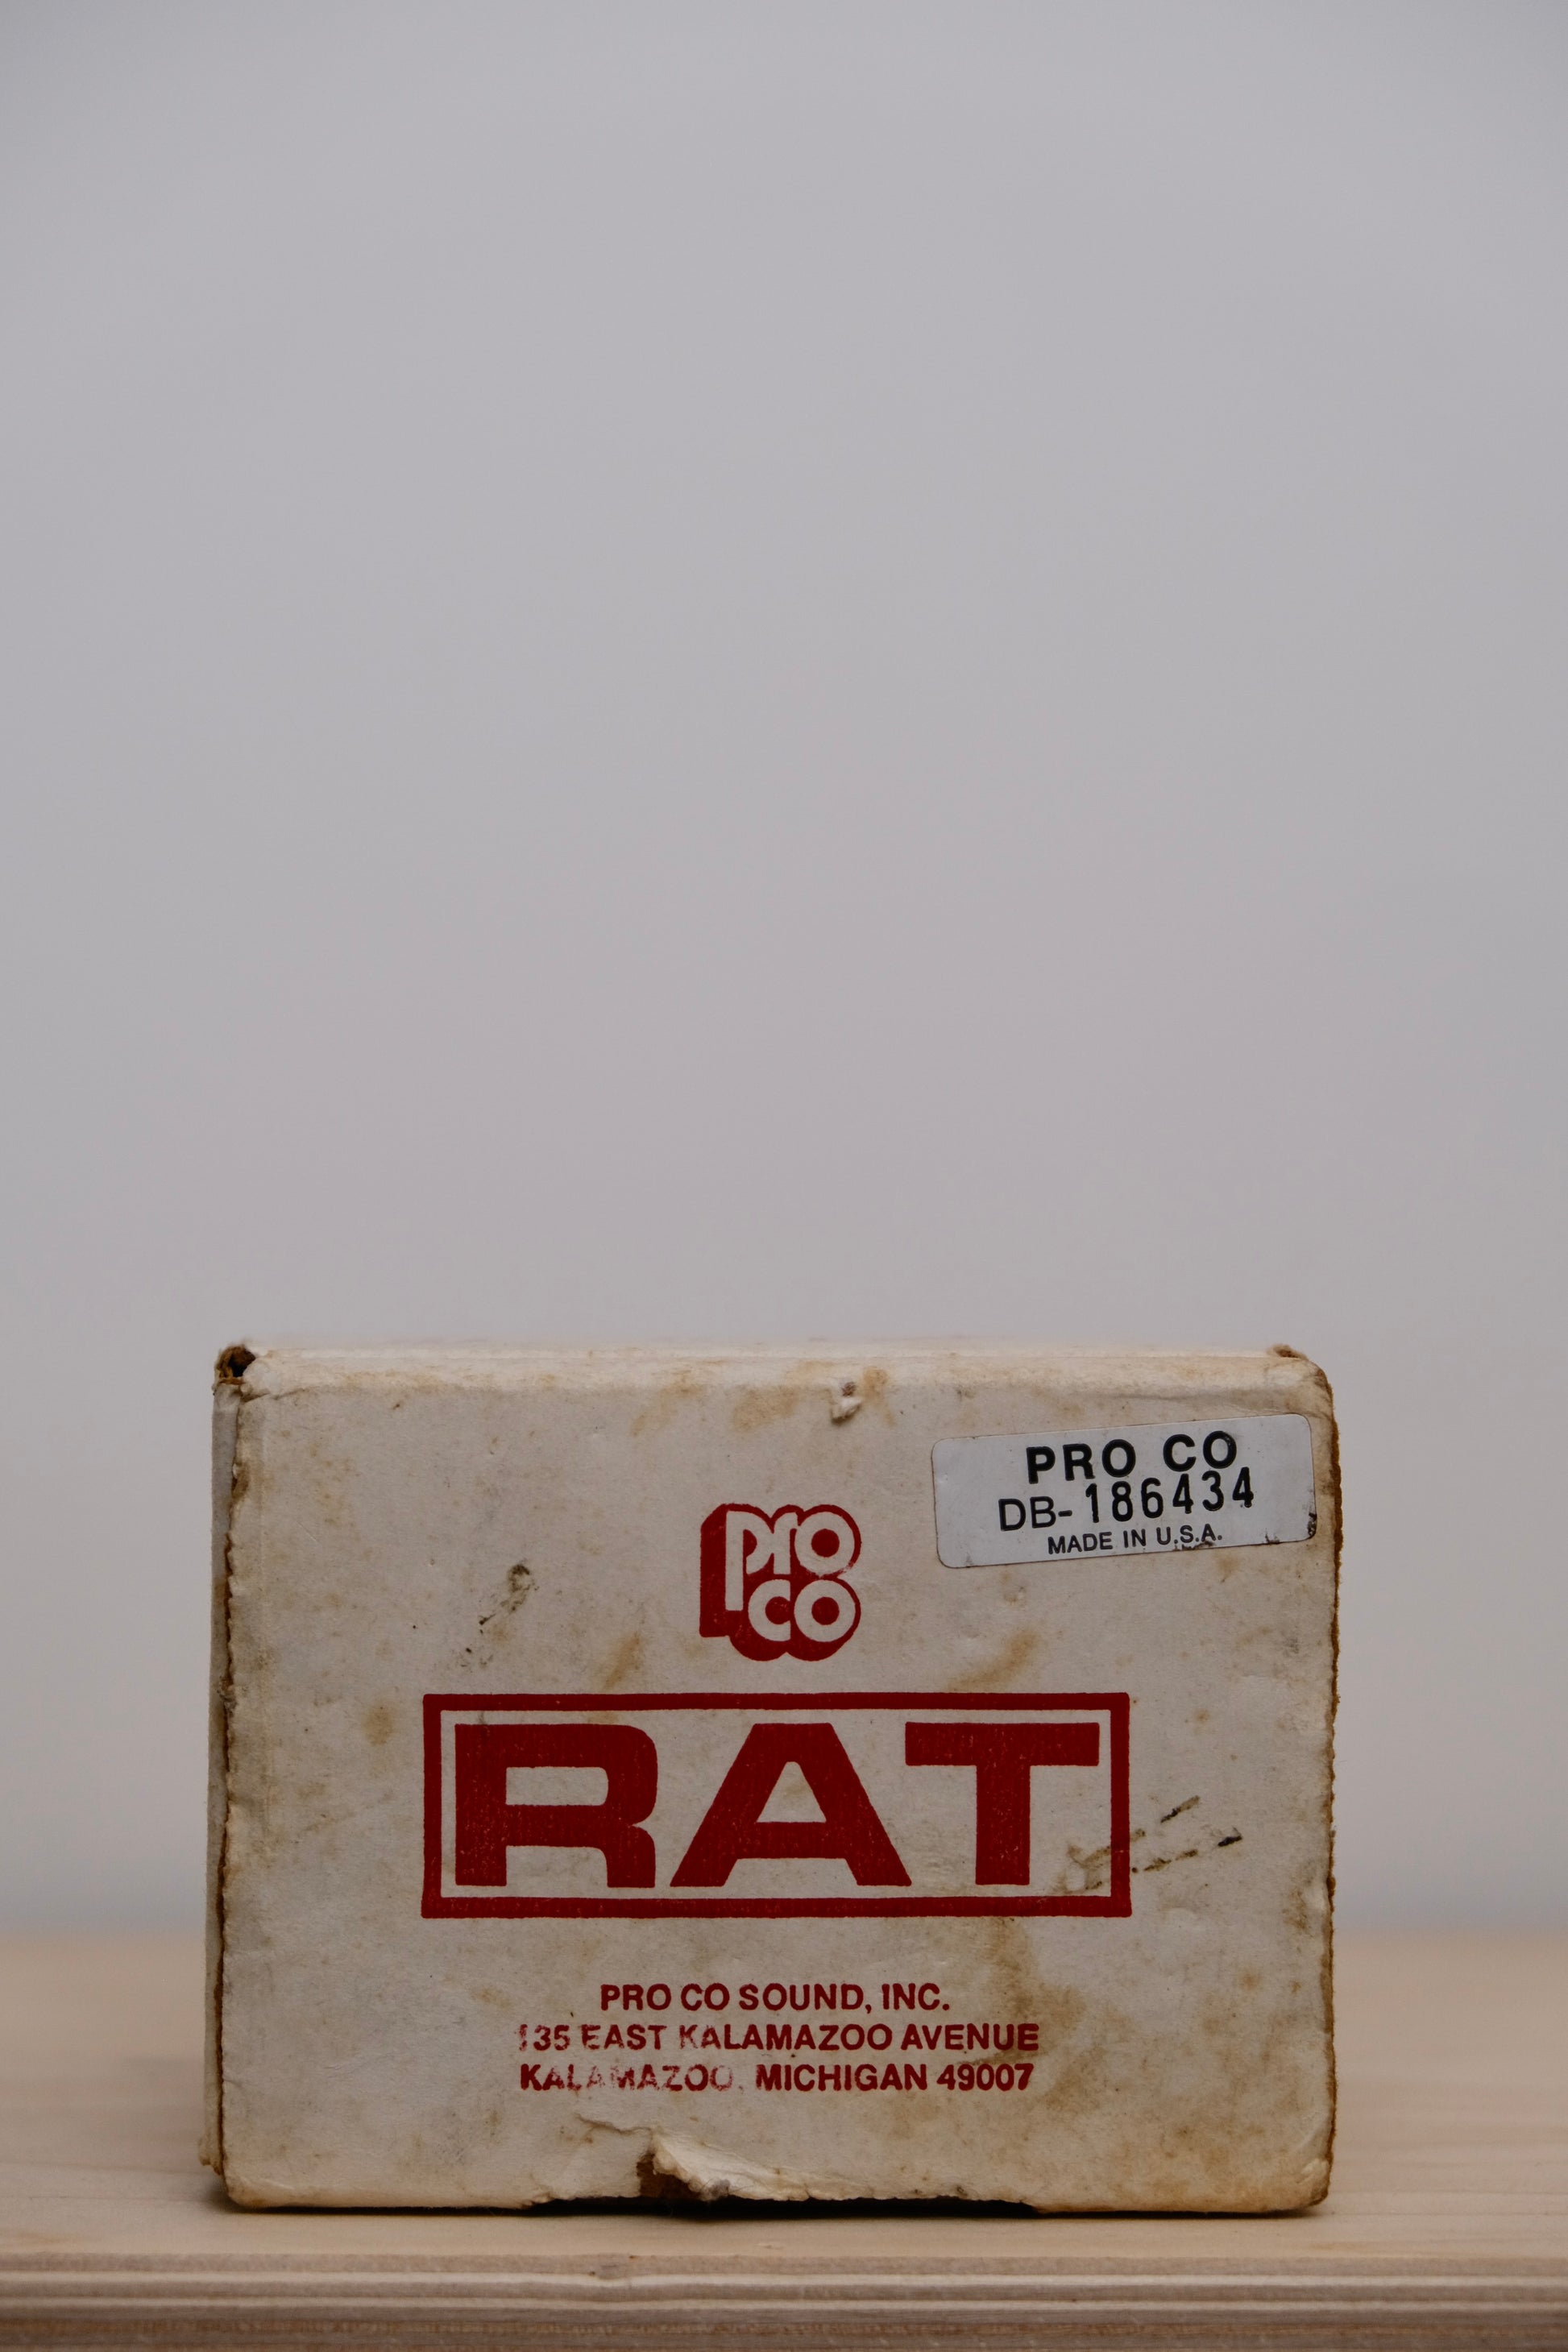 PRO CO
DB-186434
MADE IN U.S.A.
pro
co
RAT
PRO CO SOUND, INC.
135 EAST KALAMAZOO AVENUE
KALAMAZOO, MICHIGAN 49007